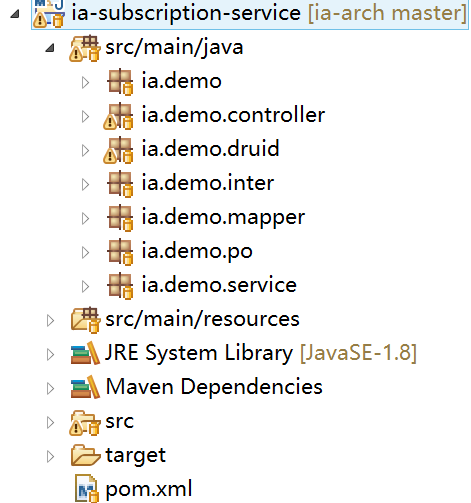 ia-subscription-service [ia-arch master]
src/main/java
ia.demo
ia.demo.controller
ia.demo.druid
ia.demo.inter
ia.demo.mapper
ia.demo.po
ia.demo.service
src/main/resources
JRE System Library [JavaSE-1.8]
Maven Dependencies
src
target
pom.xml